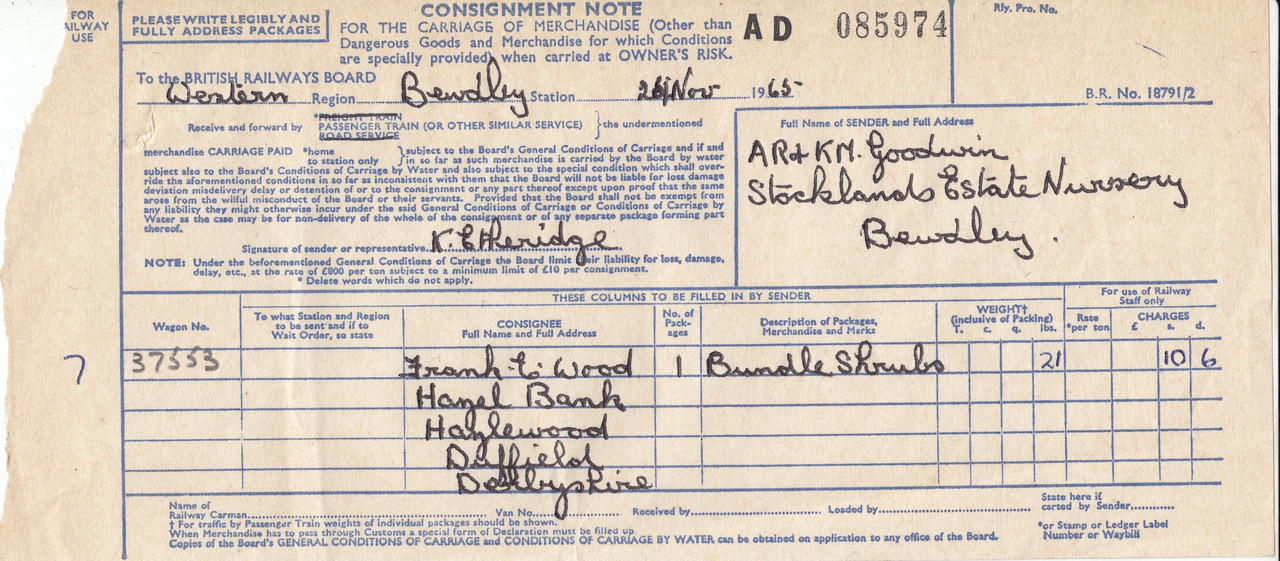 FOR
RAILWAY
USE
PLEASE WRITE LEGIBLY AND
FULLY ADDRESS PACKAGES
CONSIGNMENT NOTE
FOR THE CARRIAGE OF MERCHANDISE (Other than
Dangerous Goods and Merchandise for which Conditions
are specially provided) when carried at OWNER'S RISK.
AD 085974
Rly. Pro. No.
B.R. No. 18791/2
To the BRITISH RAILWAYS BOARD
Western Region Bewdley Station Nov 1965
Receive and forward by
*FREIGHT TRAIN
PASSENGER TRAIN (OR OTHER SIMILAR SERVICE)
ROAD SERVICE
the undermentioned
merchandise CARRIAGE PAID *home
to station only
subject to the Board's General Conditions of Carriage and if and
in so far as such merchandise is carried by the Board by water
subject also to the Board's Conditions of Carriage by Water and also subject to the special condition which shall over-
ride the aforementioned conditions in so far as inconsistent with them that the Board will not be liable for loss damage
deviation misdelivery delay or detention of or to the consignment or any part thereof except upon proof that the same
arose from the wilful misconduct of the Board or their servants. Provided that the Board shall not be exempt from
any liability they might otherwise incur under the said General Conditions of Carriage or Conditions of Carriage by
Water as the case may be for non-delivery of the whole of the consignment or of any separate package forming part
thereof.
Signature of sender or representative K. Etheridge
NOTE: Under the beforementioned General Conditions of Carriage the Board limit their liability for loss, damage,
delay, etc., at the rate of £800 per ton subject to a minimum limit of £10 per consignment.
* Delete words which do not apply.
Full Name of SENDER and Full Address
AR & KM. Goodwin
Stocklands Estate Nursery
Bewdley.
THESE COLUMNS TO BE FILLED IN BY SENDER
For use of Railway
Staff only
Wagon No.
To what Station and Region
to be sent and if to
Wait Order, so state
CONSIGNEE
Full Name and Full Address
No. of
Pack-
ages
Description of Packages,
Merchandise and Marks
WEIGHT†
(inclusive of Packing)
T. c. q. lbs.
Rate
*per ton
CHARGES
£ s. d.
7 37553 Frank E. Wood 1 Bundle Shrubs 21 10 6
Hazel Bank
Hazlewood
Duffield
Derbyshire
Name of
Railway Carman Van No. Received by Loaded by
State here if
carted by Sender
† For traffic by Passenger Train weights of individual packages should be shown.
When Merchandise has to pass through Customs a special form of Declaration must be filled up.
Copies of the Board's GENERAL CONDITIONS OF CARRIAGE and CONDITIONS OF CARRIAGE BY WATER can be obtained on application to any office of the Board.
*or Stamp or Ledger Label
Number or Waybill